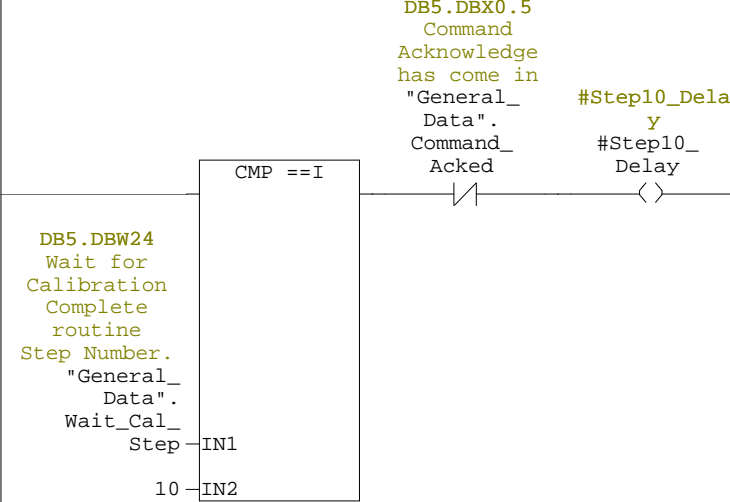 DB5.DBX0.5
Command
Acknowledge
has come in
"General_
Data".
Command_
Acked
#Step10_Dela
y
#Step10_
Delay
CMP ==I
DB5.DBW24
Wait for
Calibration
Complete
routine
Step Number.
"General_
Data".
Wait_Cal_
Step
IN1
10
IN2